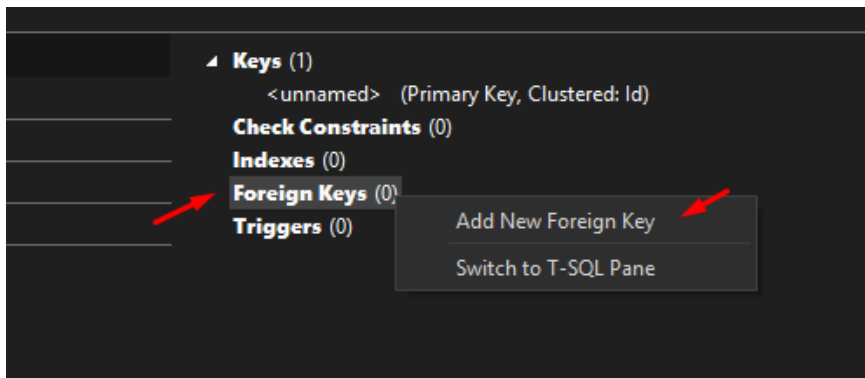 Keys (1)
<unnamed> (Primary Key, Clustered: Id)
Check Constraints (0)
Indexes (0)
Foreign Keys (0)
Add New Foreign Key
Triggers (0)
Switch to T-SQL Pane